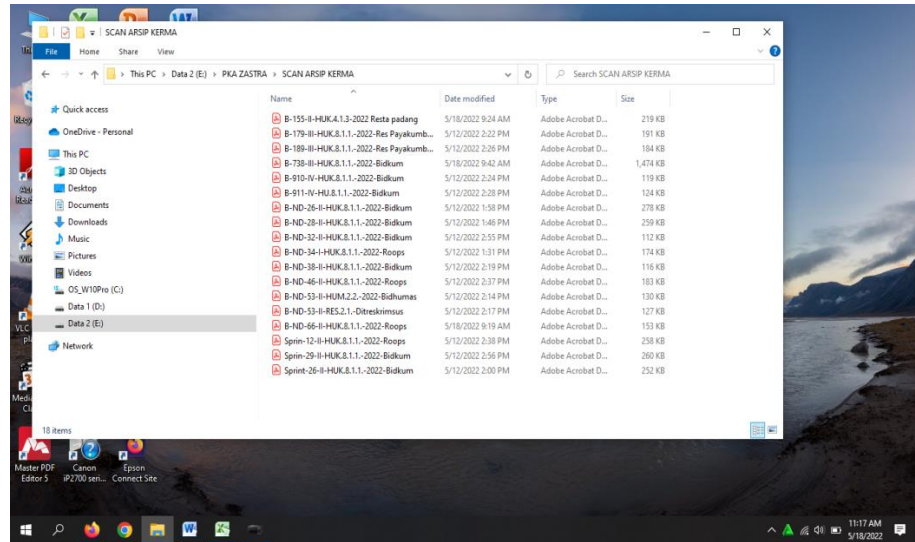 SCAN ARSIP KERMA
File Home Share View
This PC > Data 2 (E:) > PKA ZASTRA > SCAN ARSIP KERMA
Search SCAN ARSIP KERMA
Name Date modified Type Size
Quick access
OneDrive - Personal
This PC
3D Objects
Desktop
Documents
Downloads
Music
Pictures
Videos
OS_W10Pro (C:)
Data 1 (D:)
Data 2 (E:)
Network
B-155-II-HUK.4.1.3-2022 Resta padang 5/18/2022 9:24 AM Adobe Acrobat D... 219 KB
B-179-III-HUK.8.1.1.-2022-Res Payakumb... 5/12/2022 2:22 PM Adobe Acrobat D... 191 KB
B-189-III-HUK.8.1.1.-2022-Res Payakumb... 5/12/2022 2:26 PM Adobe Acrobat D... 184 KB
B-738-III-HUK.8.1.1.-2022-Bidkum 5/18/2022 9:42 AM Adobe Acrobat D... 1,474 KB
B-910-IV-HUK.8.1.1.-2022-Bidkum 5/12/2022 2:24 PM Adobe Acrobat D... 119 KB
B-911-IV-HU.8.1.1.-2022-Bidkum 5/12/2022 2:28 PM Adobe Acrobat D... 124 KB
B-ND-26-II-HUK.8.1.1.-2022-Bidkum 5/12/2022 1:58 PM Adobe Acrobat D... 278 KB
B-ND-28-II-HUK.8.1.1.-2022-Bidkum 5/12/2022 1:46 PM Adobe Acrobat D... 259 KB
B-ND-32-II-HUK.8.1.1.-2022-Bidkum 5/12/2022 2:55 PM Adobe Acrobat D... 112 KB
B-ND-34-I-HUK.8.1.1.-2022-Roops 5/12/2022 1:31 PM Adobe Acrobat D... 174 KB
B-ND-38-II-HUK.8.1.1.-2022-Bidkum 5/12/2022 2:19 PM Adobe Acrobat D... 116 KB
B-ND-46-II-HUK.8.1.1.-2022-Roops 5/12/2022 2:37 PM Adobe Acrobat D... 183 KB
B-ND-53-II-HUM.2.2.-2022-Bidhumas 5/12/2022 2:14 PM Adobe Acrobat D... 130 KB
B-ND-53-II-RES.2.1.-Ditreskrimsus 5/12/2022 2:17 PM Adobe Acrobat D... 127 KB
B-ND-66-II-HUK.8.1.1.-2022-Roops 5/18/2022 9:19 AM Adobe Acrobat D... 153 KB
Sprin-12-II-HUK.8.1.1.-2022-Roops 5/12/2022 2:38 PM Adobe Acrobat D... 258 KB
Sprin-29-II-HUK.8.1.1.-2022-Bidkum 5/12/2022 2:56 PM Adobe Acrobat D... 260 KB
Sprint-26-II-HUK.8.1.1.-2022-Bidkum 5/12/2022 2:00 PM Adobe Acrobat D... 252 KB
18 items
Master PDF Editor 5
Canon iP2700 seri...
Epson Connect Site
11:17 AM
5/18/2022